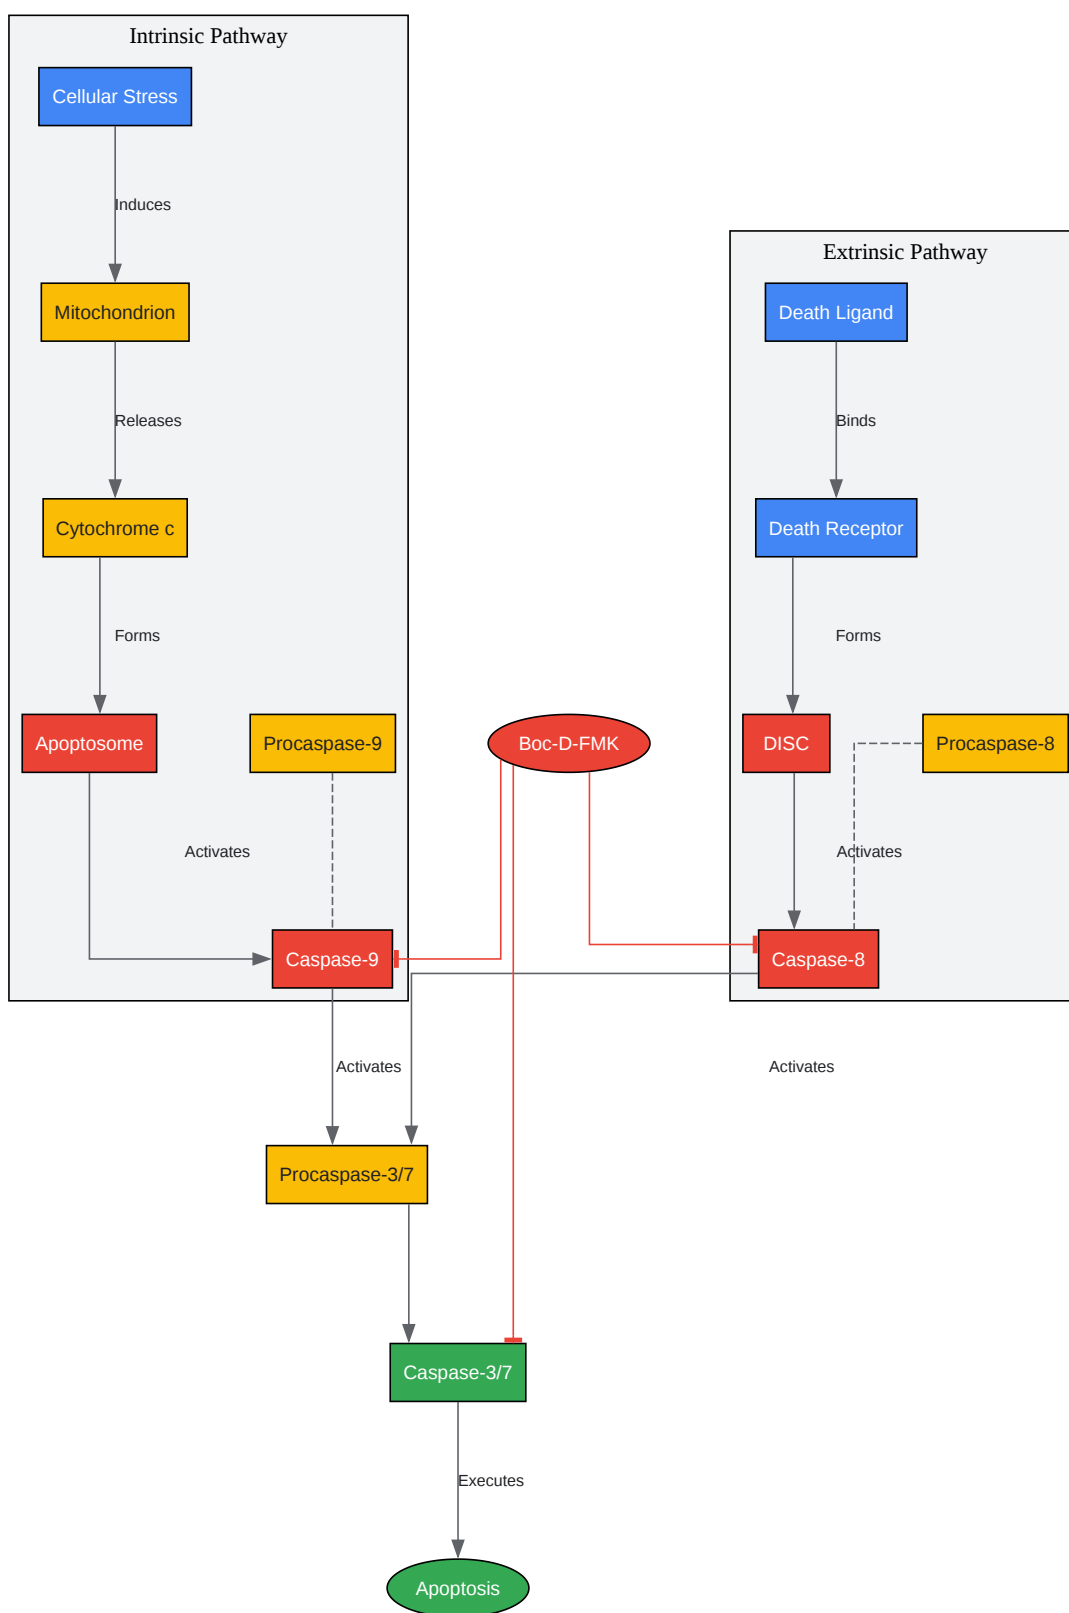 Intrinsic Pathway
Cellular Stress
Induces
Extrinsic Pathway
Mitochondrion
Death Ligand
Releases
Binds
Cytochrome c
Death Receptor
Forms
Forms
Apoptosome
Procaspase-9
Boc-D-FMK
DISC
Procaspase-8
Activates
Activates
Caspase-9
Caspase-8
Activates
Activates
Procaspase-3/7
Caspase-3/7
Executes
Apoptosis